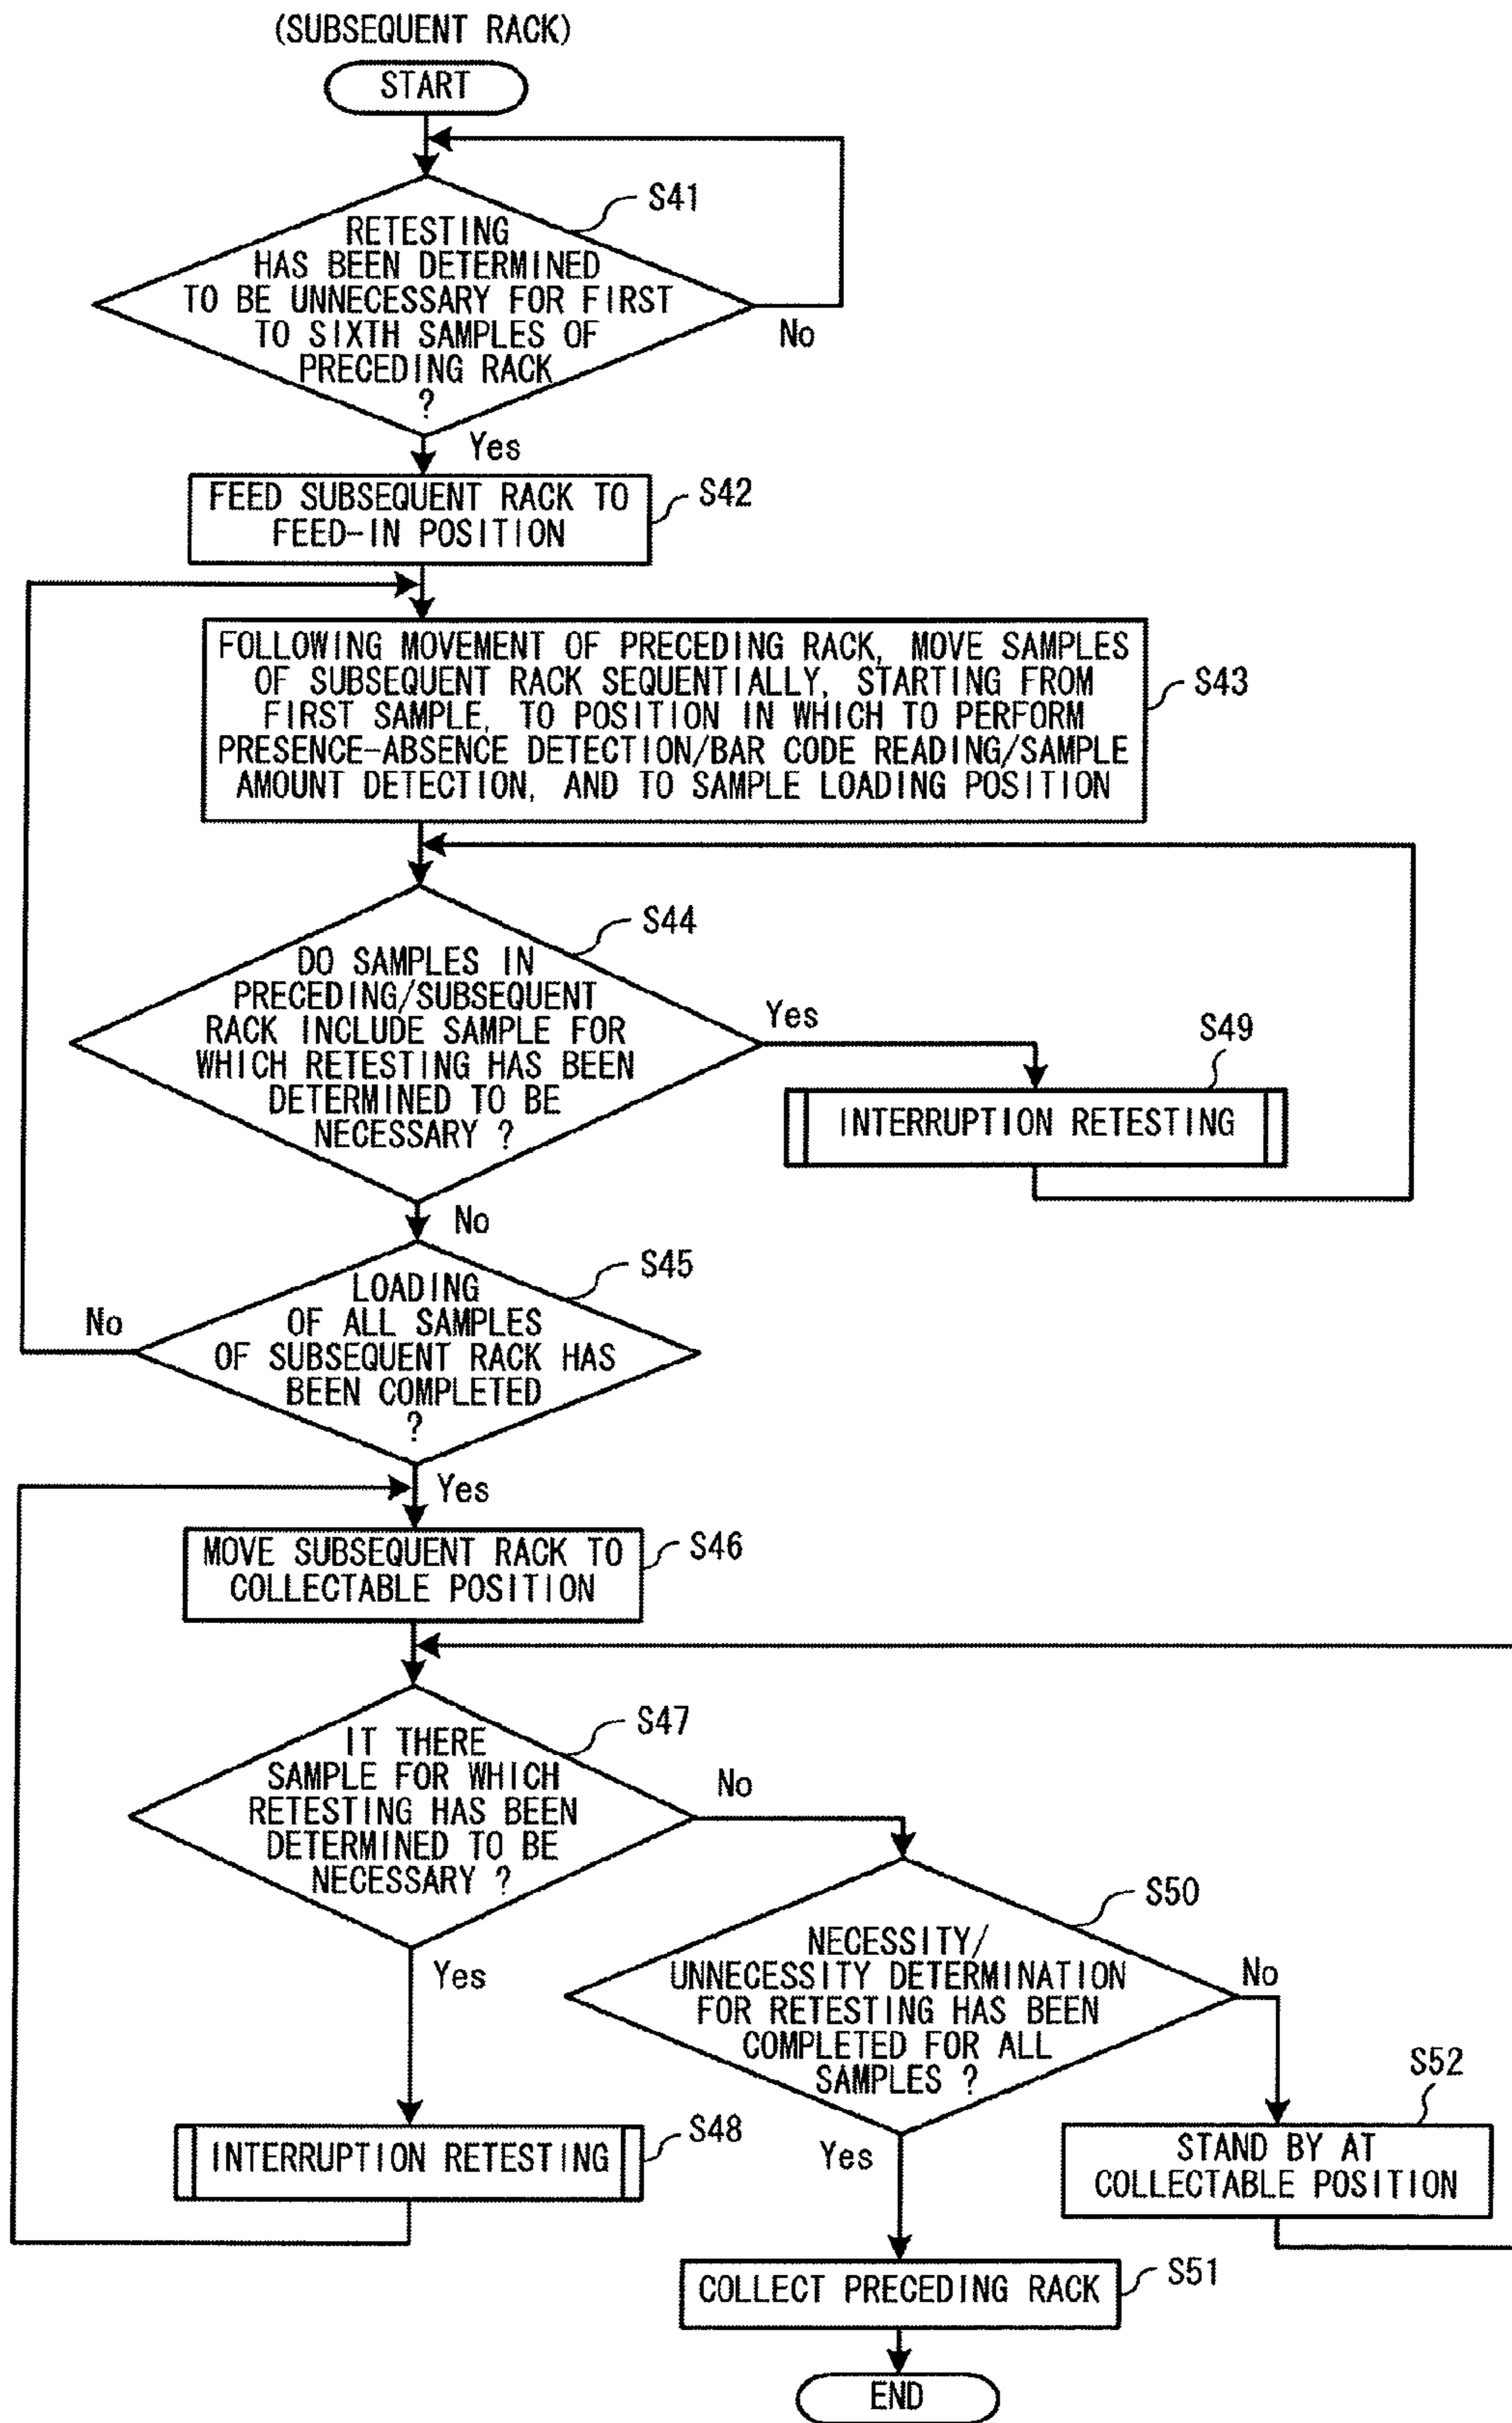 (SUBSEQUENT RACK)
START
S41
RETESTING
HAS BEEN DETERMINED
TO BE UNNECESSARY FOR FIRST
TO SIXTH SAMPLES OF
PRECEDING RACK
?
No
Yes
FEED SUBSEQUENT RACK TO
FEED-IN POSITION
S42
FOLLOWING MOVEMENT OF PRECEDING RACK, MOVE SAMPLES
OF SUBSEQUENT RACK SEQUENTIALLY, STARTING FROM
FIRST SAMPLE, TO POSITION IN WHICH TO PERFORM
PRESENCE-ABSENCE DETECTION/BAR CODE READING/SAMPLE
AMOUNT DETECTION, AND TO SAMPLE LOADING POSITION
S43
S44
DO SAMPLES IN
PRECEDING/SUBSEQUENT
RACK INCLUDE SAMPLE FOR
WHICH RETESTING HAS BEEN
DETERMINED TO BE
NECESSARY ?
Yes
S49
INTERRUPTION RETESTING
No
S45
LOADING
OF ALL SAMPLES
OF SUBSEQUENT RACK HAS
BEEN COMPLETED
?
No
Yes
MOVE SUBSEQUENT RACK TO
COLLECTABLE POSITION
S46
S47
IT THERE
SAMPLE FOR WHICH
RETESTING HAS BEEN
DETERMINED TO BE
NECESSARY ?
No
Yes
S50
NECESSITY/
UNNECESSITY DETERMINATION
FOR RETESTING HAS BEEN
COMPLETED FOR ALL
SAMPLES ?
No
Yes
INTERRUPTION RETESTING
S48
S52
STAND BY AT
COLLECTABLE POSITION
COLLECT PRECEDING RACK
S51
END